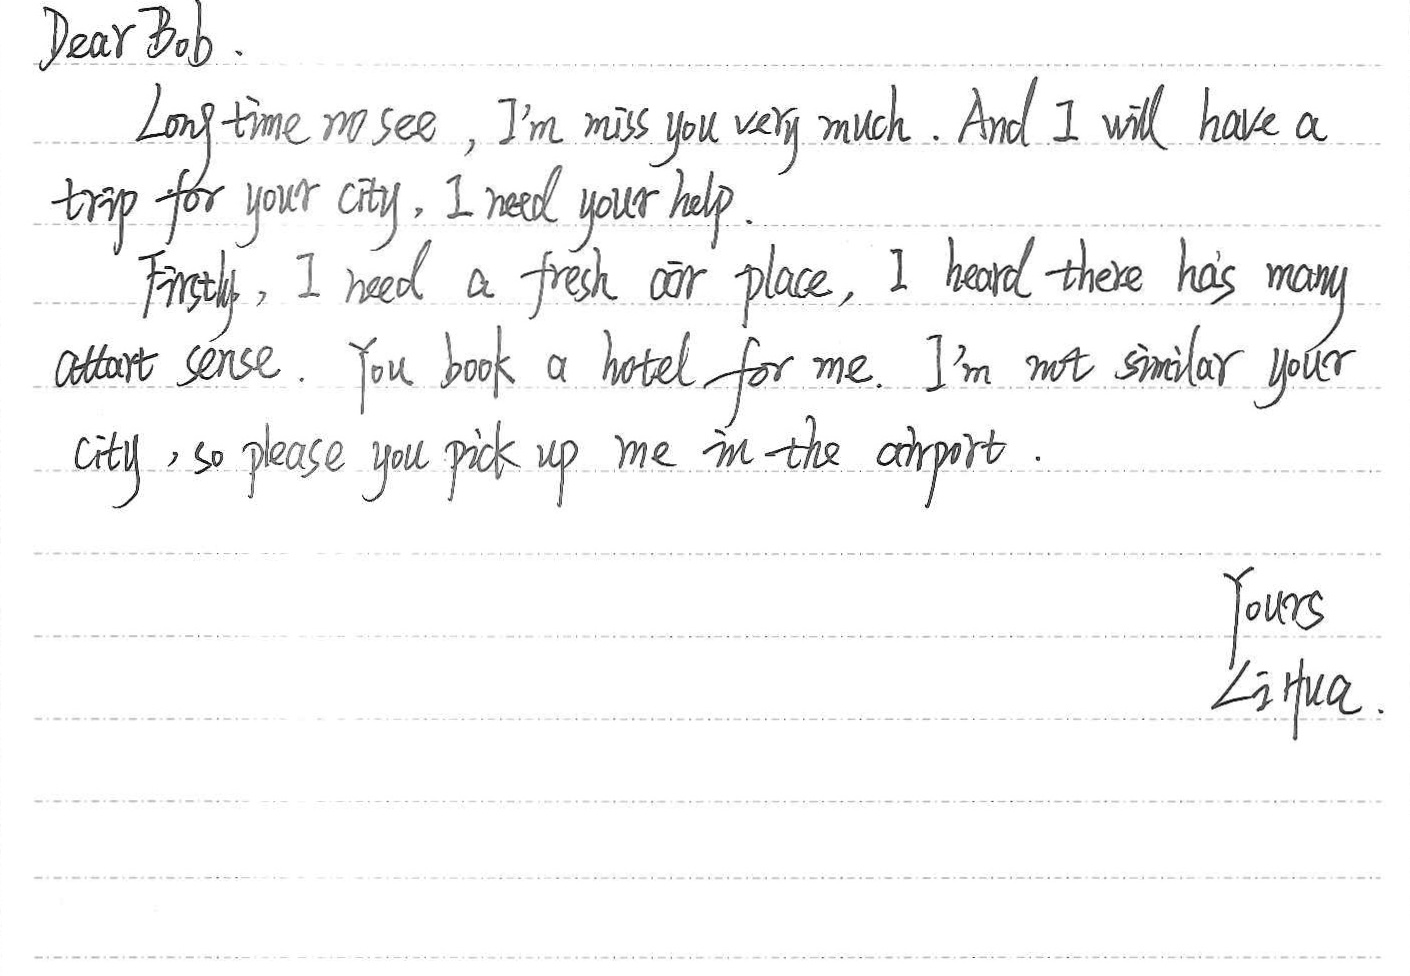 Dear Bob.
Long time no see, I'm miss you very much. And I will have a
trip for your city. I need your help.
Firstly, I need a fresh air place, I heard there has many
attart sense. You book a hotel for me. I'm not similar your
city, so please you pick up me in the airport.
Yours
Li Hua.